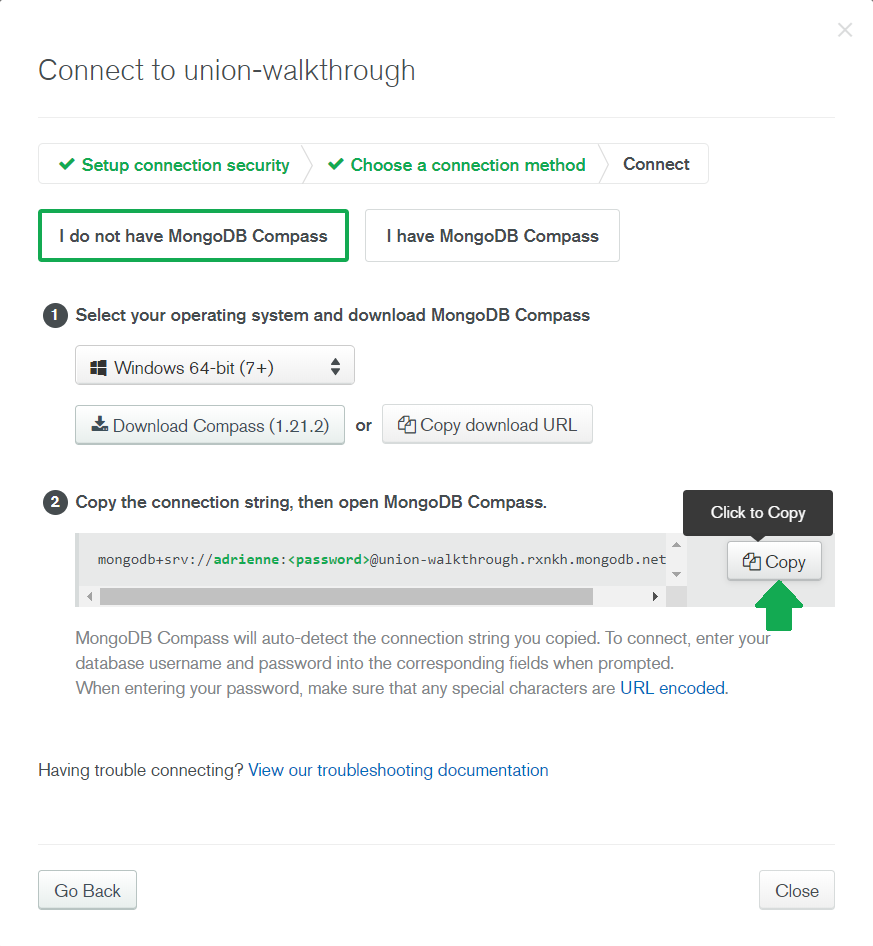 Connect to union-walkthrough
Setup connection security
Choose a connection method
Connect
I do not have MongoDB Compass
I have MongoDB Compass
1 Select your operating system and download MongoDB Compass
Windows 64-bit (7+)
Download Compass (1.21.2) or Copy download URL
2 Copy the connection string, then open MongoDB Compass.
Click to Copy
mongodb+srv://adrienne:<password>@union-walkthrough.rxnkh.mongodb.net
Copy
MongoDB Compass will auto-detect the connection string you copied. To connect, enter your
database username and password into the corresponding fields when prompted.
When entering your password, make sure that any special characters are URL encoded.
Having trouble connecting? View our troubleshooting documentation
Go Back
Close